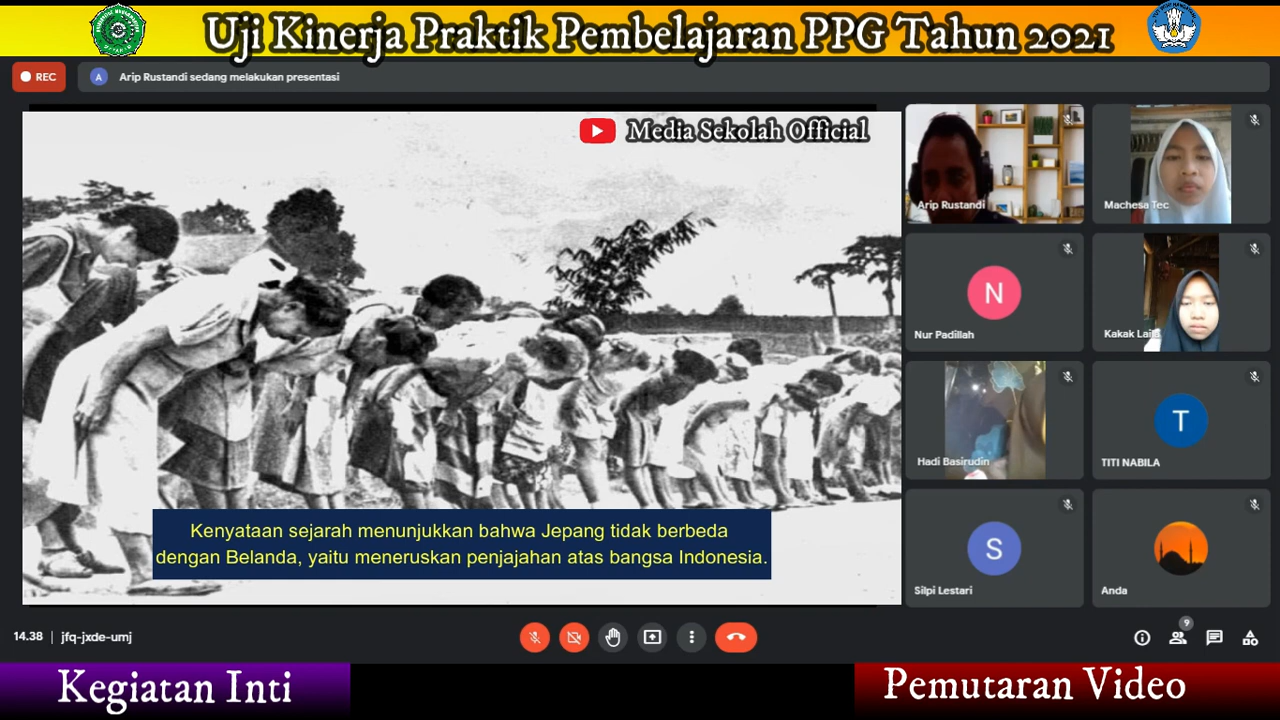 Uji Kinerja Praktik Pembelajaran PPG Tahun 2021
REC
A
Arip Rustandi sedang melakukan presentasi
Media Sekolah Official
Kenyataan sejarah menunjukkan bahwa Jepang tidak berbeda
dengan Belanda, yaitu meneruskan penjajahan atas bangsa Indonesia.
Arip Rustandi
Machesa Tec
N
Nur Padillah
Kakak Laila
Hadi Basirudin
T
TITI NABILA
S
Silpi Lestari
Anda
14.38 | jfq-jxde-umj
9
Kegiatan Inti
Pemutaran Video